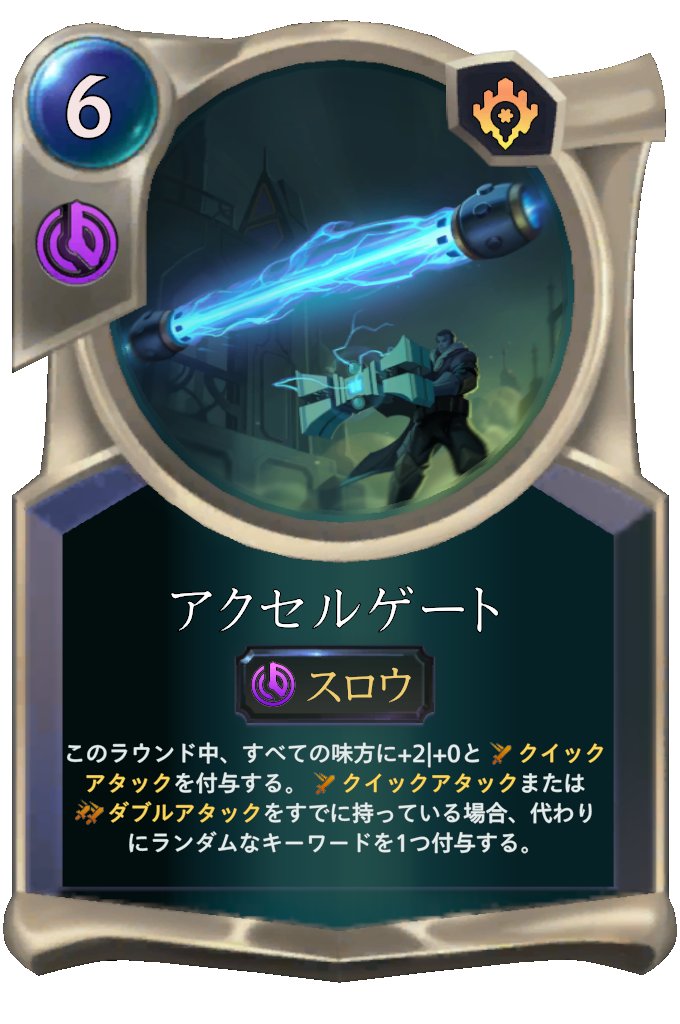 6
アクセルゲート
スロウ
このラウンド中、すべての味方に+2|+0と クイック
アタックを付与する。 クイックアタックまたは
ダブルアタックをすでに持っている場合、代わり
にランダムなキーワードを1つ付与する。